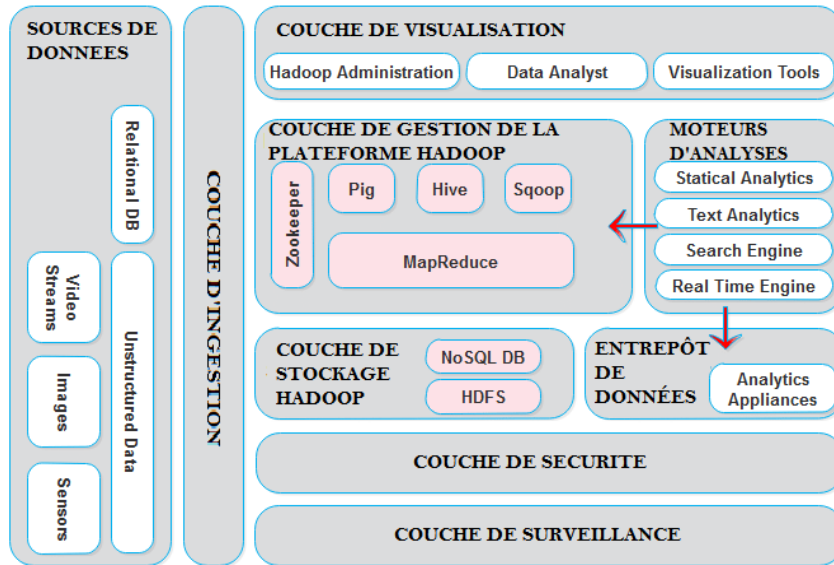 SOURCES DE
DONNEES
Relational DB
Video
Streams
Images
Sensors
Unstructured Data
COUCHE D'INGESTION
COUCHE DE VISUALISATION
Hadoop Administration
Data Analyst
Visualization Tools
COUCHE DE GESTION DE LA
PLATEFORME HADOOP
Zookeeper
Pig
Hive
Sqoop
MapReduce
MOTEURS
D'ANALYSES
Statical Analytics
Text Analytics
Search Engine
Real Time Engine
COUCHE DE
STOCKAGE
HADOOP
NoSQL DB
HDFS
ENTREPÔT
DE
DONNÉES
Analytics
Appliances
COUCHE DE SECURITE
COUCHE DE SURVEILLANCE